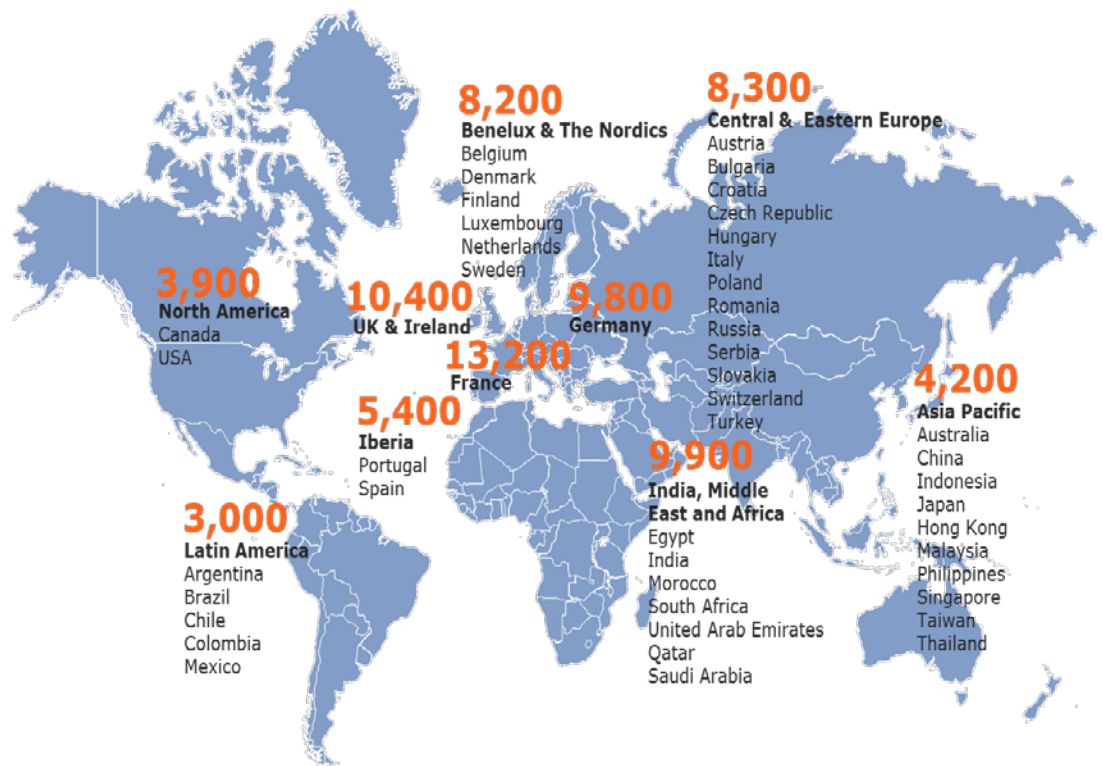 8,200
Benelux & The Nordics
Belgium
Denmark
Finland
Luxembourg
Netherlands
Sweden
8,300
Central & Eastern Europe
Austria
Bulgaria
Croatia
Czech Republic
Hungary
Italy
Poland
Romania
Russia
Serbia
Slovakia
Switzerland
Turkey
3,900
North America
Canada
USA
10,400
UK & Ireland
9,800
Germany
13,200
France
5,400
Iberia
Portugal
Spain
4,200
Asia Pacific
Australia
China
Indonesia
Japan
Hong Kong
Malaysia
Philippines
Singapore
Taiwan
Thailand
9,900
India, Middle
East and Africa
Egypt
India
Morocco
South Africa
United Arab Emirates
Qatar
Saudi Arabia
3,000
Latin America
Argentina
Brazil
Chile
Colombia
Mexico